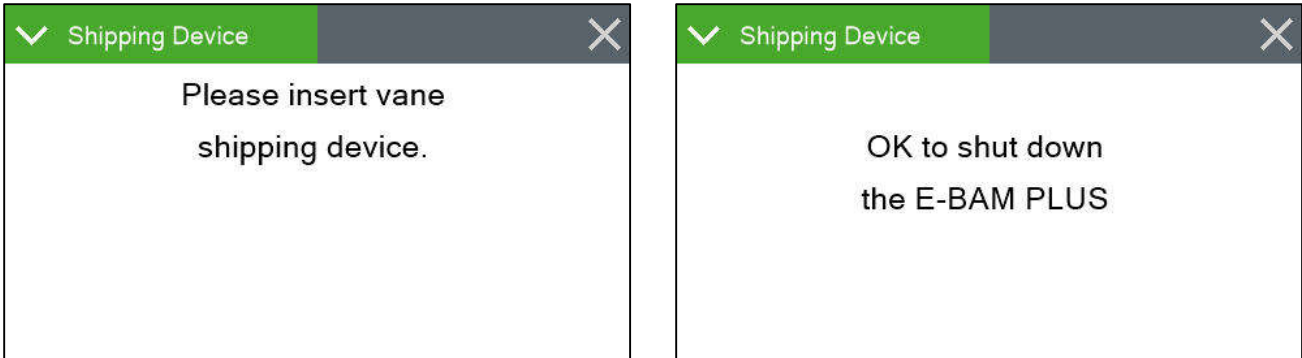 Shipping Device
Please insert vane
shipping device.
Shipping Device
OK to shut down
the E-BAM PLUS